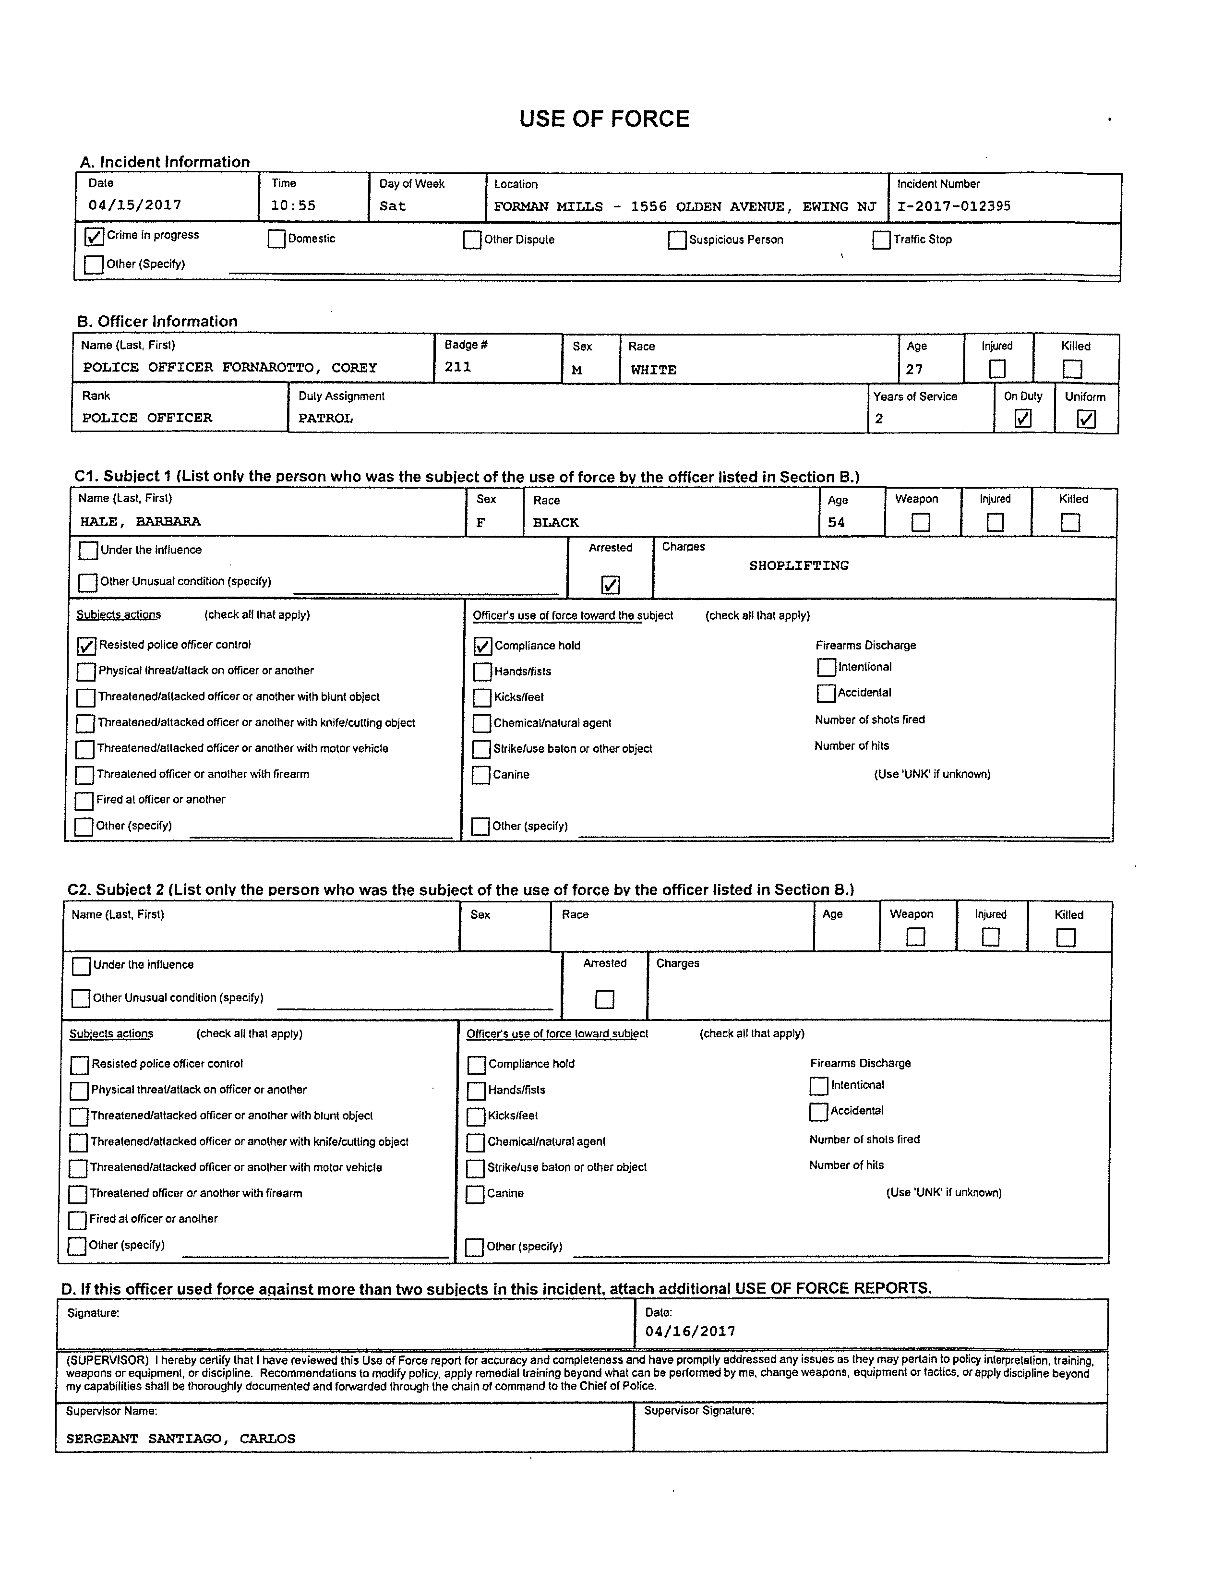 USE OF FORCE
A. Incident Information
Date Time Day of Week Location Incident Number
04/15/2017 10:55 Sat FORMAN MILLS - 1556 OLDEN AVENUE, EWING NJ I-2017-012395
Crime in progress Domestic Other Dispute Suspicious Person Traffic Stop
Other (Specify)
B. Officer Information
Name (Last, First) Badge # Sex Race Age Injured Killed
POLICE OFFICER FORNAROTTO, COREY 211 M WHITE 27
Rank Duty Assignment Years of Service On Duty Uniform
POLICE OFFICER PATROL 2
C1. Subject 1 (List only the person who was the subject of the use of force by the officer listed in Section B.)
Name (Last, First) Sex Race Age Weapon Injured Killed
HALE, BARBARA F BLACK 54
Under the influence Arrested Charges
SHOPLIFTING
Other Unusual condition (specify)
Subjects actions (check all that apply) Officer's use of force toward the subject (check all that apply)
Resisted police officer control Compliance hold Firearms Discharge
Physical threat/attack on officer or another Hands/fists Intentional
Threatened/attacked officer or another with blunt object Kicks/feet Accidental
Threatened/attacked officer or another with knife/cutting object Chemical/natural agent Number of shots fired
Threatened/attacked officer or another with motor vehicle Strike/use baton or other object Number of hits
Threatened officer or another with firearm Canine (Use 'UNK' if unknown)
Fired at officer or another
Other (specify) Other (specify)
C2. Subject 2 (List only the person who was the subject of the use of force by the officer listed in Section B.)
Name (Last, First) Sex Race Age Weapon Injured Killed
Under the influence Arrested Charges
Other Unusual condition (specify)
Subjects actions (check all that apply) Officer's use of force toward subject (check all that apply)
Resisted police officer control Compliance hold Firearms Discharge
Physical threat/attack on officer or another Hands/fists Intentional
Threatened/attacked officer or another with blunt object Kicks/feet Accidental
Threatened/attacked officer or another with knife/cutting object Chemical/natural agent Number of shots fired
Threatened/attacked officer or another with motor vehicle Strike/use baton or other object Number of hits
Threatened officer or another with firearm Canine (Use 'UNK' if unknown)
Fired at officer or another
Other (specify) Other (specify)
D. If this officer used force against more than two subjects in this incident, attach additional USE OF FORCE REPORTS.
Signature: Date:
04/16/2017
(SUPERVISOR) I hereby certify that I have reviewed this Use of Force report for accuracy and completeness and have promptly addressed any issues as they may pertain to policy interpretation, training,
weapons or equipment, or discipline. Recommendations to modify policy, apply remedial training beyond what can be performed by me, change weapons, equipment or tactics, or apply discipline beyond
my capabilities shall be thoroughly documented and forwarded through the chain of command to the Chief of Police.
Supervisor Name: Supervisor Signature:
SERGEANT SANTIAGO, CARLOS